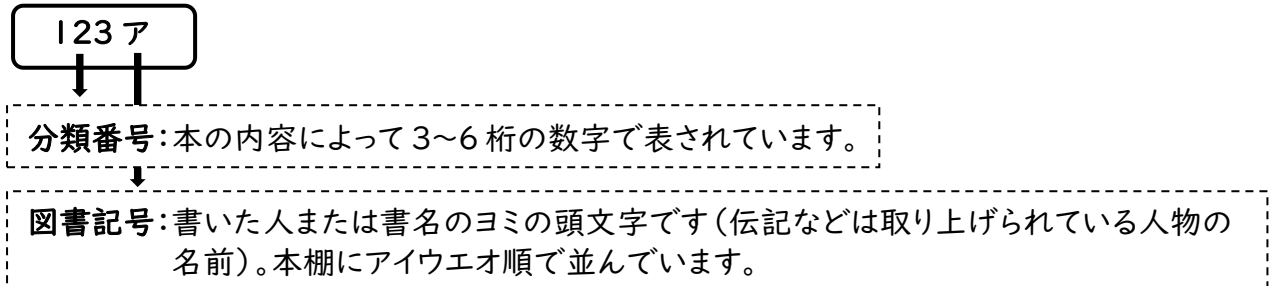 123ア
分類番号：本の内容によって3~6桁の数字で表されています。
図書記号：書いた人または書名のヨミの頭文字です(伝記などは取り上げられている人物の
名前)。本棚にアイウエオ順で並んでいます。